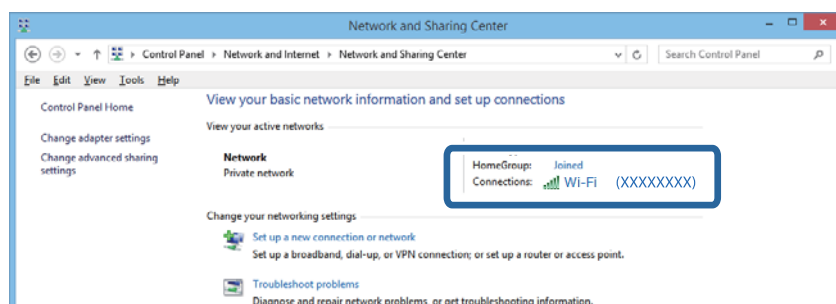 Network and Sharing Center
Control Panel Network and Internet Network and Sharing Center
Search Control Panel
File Edit View Tools Help
Control Panel Home
Change adapter settings
Change advanced sharing
settings
View your basic network information and set up connections
View your active networks
Network
Private network
HomeGroup: Joined
Connections: Wi-Fi (XXXXXXXX)
Change your networking settings
Set up a new connection or network
Set up a broadband, dial-up, or VPN connection; or set up a router or access point.
Troubleshoot problems
Diagnose and repair network problems, or get troubleshooting information.